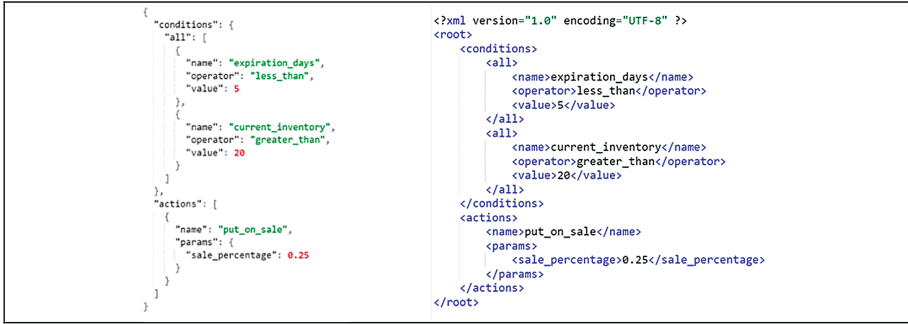 {
"conditions": {
"all": [
{
"name": "expiration_days",
"operator": "less_than",
"value": 5
},
{
"name": "current_inventory",
"operator": "greater_than",
"value": 20
}
]
},
"actions": [
{
"name": "put_on_sale",
"params": {
"sale_percentage": 0.25
}
}
]
}
<?xml version="1.0" encoding="UTF-8" ?>
<root>
<conditions>
<all>
<name>expiration_days</name>
<operator>less_than</operator>
<value>5</value>
</all>
<all>
<name>current_inventory</name>
<operator>greater_than</operator>
<value>20</value>
</all>
</conditions>
<actions>
<name>put_on_sale</name>
<params>
<sale_percentage>0.25</sale_percentage>
</params>
</actions>
</root>